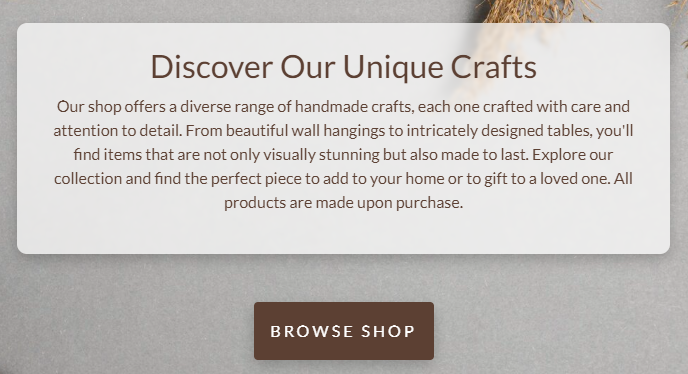 Discover Our Unique Crafts
Our shop offers a diverse range of handmade crafts, each one crafted with care and
attention to detail. From beautiful wall hangings to intricately designed tables, you'll
find items that are not only visually stunning but also made to last. Explore our
collection and find the perfect piece to add to your home or to gift to a loved one. All
products are made upon purchase.
BROWSE SHOP